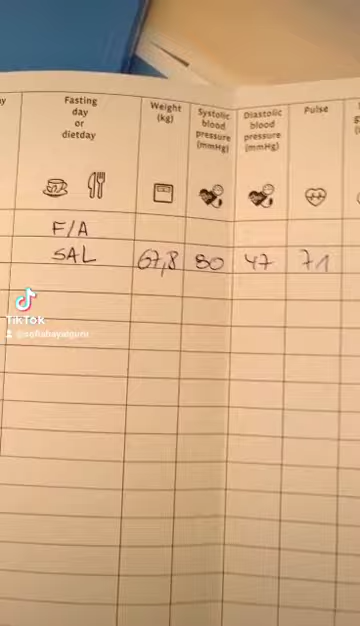 Fasting day or dietday
Weight (kg)
Systolic blood pressure (mmHg)
Diastolic blood pressure (mmHg)
Pulse
F/A
SAL 67,8 80 47 71
TikTok